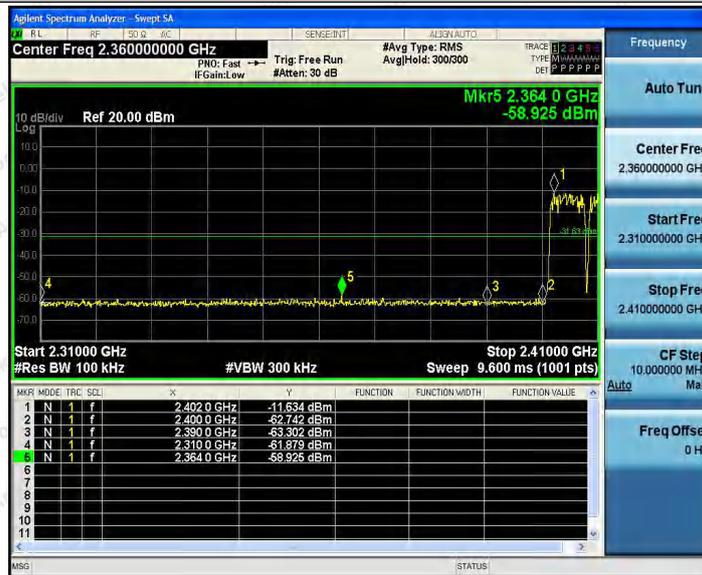 Agilent Spectrum Analyzer - Swept SA
RL RF 50 Ω AC SENSE:INT ALIGN AUTO
Center Freq 2.360000000 GHz
PNO: Fast Trig: Free Run
IFGain:Low #Atten: 30 dB
#Avg Type: RMS
Avg|Hold: 300/300
TRACE 1 2 3 4 5 6
TYPE M
DET P P P P P P
Mkr5 2.364 0 GHz
-58.925 dBm
10 dB/div Ref 20.00 dBm
Log
10.0
0.00
-10.0
-20.0
-30.0
-40.0
-50.0
-60.0
-70.0
1
-31.63 dBm
4
5
3
2
Start 2.31000 GHz Stop 2.41000 GHz
#Res BW 100 kHz #VBW 300 kHz Sweep 9.600 ms (1001 pts)
MKR MODE TRC SCL X Y FUNCTION FUNCTION WIDTH FUNCTION VALUE
1 N 1 f 2.402 0 GHz -11.634 dBm
2 N 1 f 2.400 0 GHz -62.742 dBm
3 N 1 f 2.390 0 GHz -63.302 dBm
4 N 1 f 2.310 0 GHz -61.879 dBm
5 N 1 f 2.364 0 GHz -58.925 dBm
6
7
8
9
10
11
MSG STATUS
Frequency
Auto Tun
Center Fre
2.360000000 GH
Start Fre
2.310000000 GH
Stop Fre
2.410000000 GH
CF Step
10.000000 MH
Auto Ma
Freq Offse
0 H